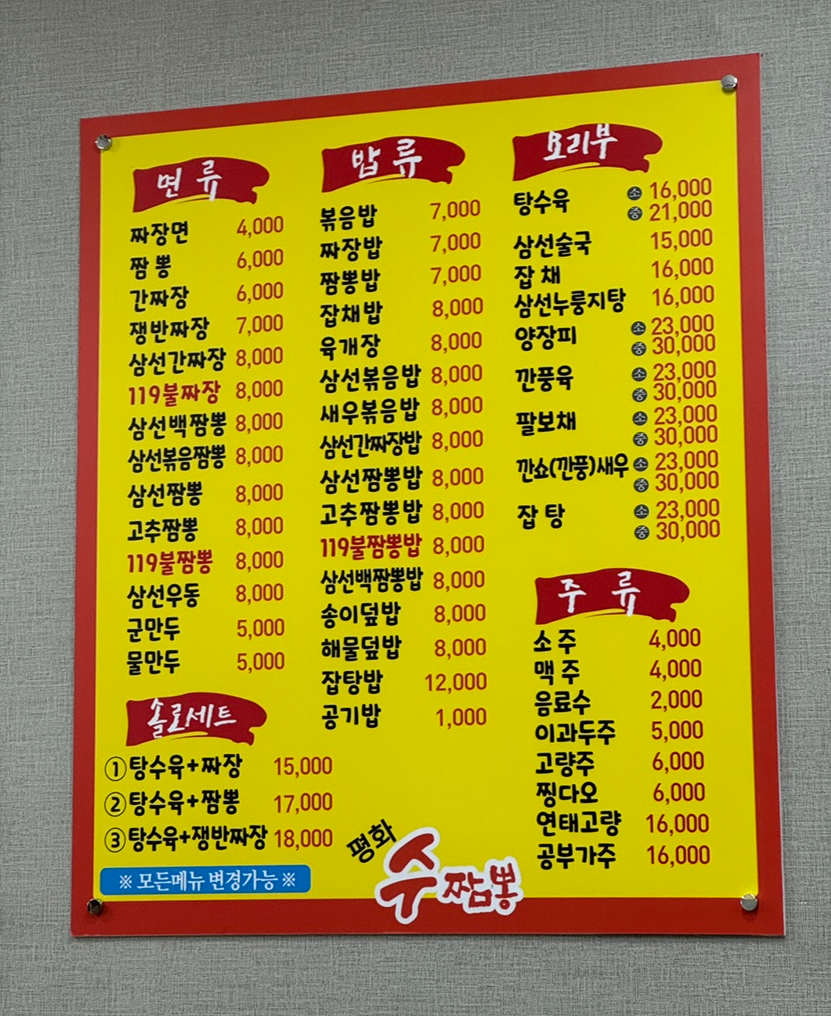 면 류
짜장면 4,000
짬 뽕 6,000
간짜장 6,000
쟁반짜장 7,000
삼선간짜장 8,000
119불짜장 8,000
삼선백짬뽕 8,000
삼선볶음짬뽕 8,000
삼선짬뽕 8,000
고추짬뽕 8,000
119불짬뽕 8,000
삼선우동 8,000
군만두 5,000
물만두 5,000
솔로세트
① 탕수육+짜장 15,000
② 탕수육+짬뽕 17,000
③ 탕수육+쟁반짜장 18,000
※ 모든메뉴 변경가능 ※
밥 류
볶음밥 7,000
짜장밥 7,000
짬뽕밥 7,000
잡채밥 8,000
육개장 8,000
삼선볶음밥 8,000
새우볶음밥 8,000
삼선간짜장밥 8,000
삼선짬뽕밥 8,000
고추짬뽕밥 8,000
119불짬뽕밥 8,000
삼선백짬뽕밥 8,000
송이덮밥 8,000
해물덮밥 8,000
잡탕밥 12,000
공기밥 1,000
요리부
탕수육 소 16,000
중 21,000
삼선술국 15,000
잡 채 16,000
삼선누룽지탕 16,000
양장피 소 23,000
중 30,000
깐풍육 소 23,000
중 30,000
팔보채 소 23,000
중 30,000
깐쇼(깐풍)새우 소 23,000
중 30,000
잡 탕 소 23,000
중 30,000
주 류
소 주 4,000
맥 주 4,000
음료수 2,000
이과두주 5,000
고량주 6,000
찡다오 6,000
연태고량 16,000
공부가주 16,000
평화 수 짬뽕